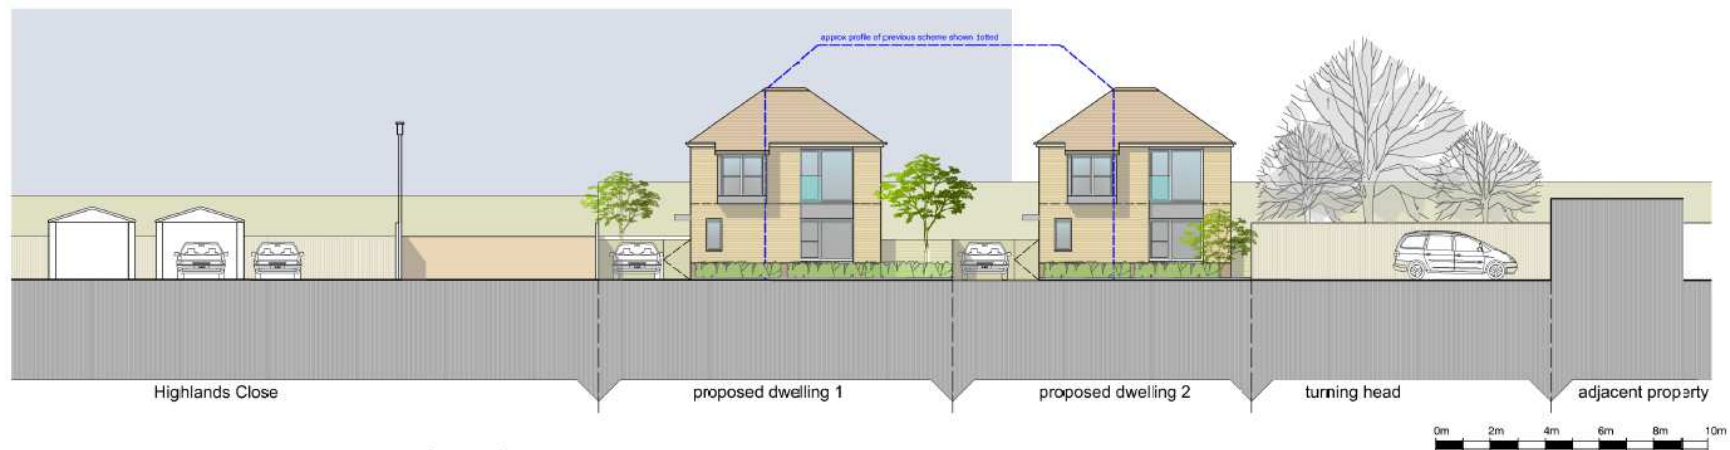 approx profile of previous scheme shown dotted
Highlands Close
proposed dwelling 1
proposed dwelling 2
turning head
adjacent property
0m 2m 4m 6m 8m 10m